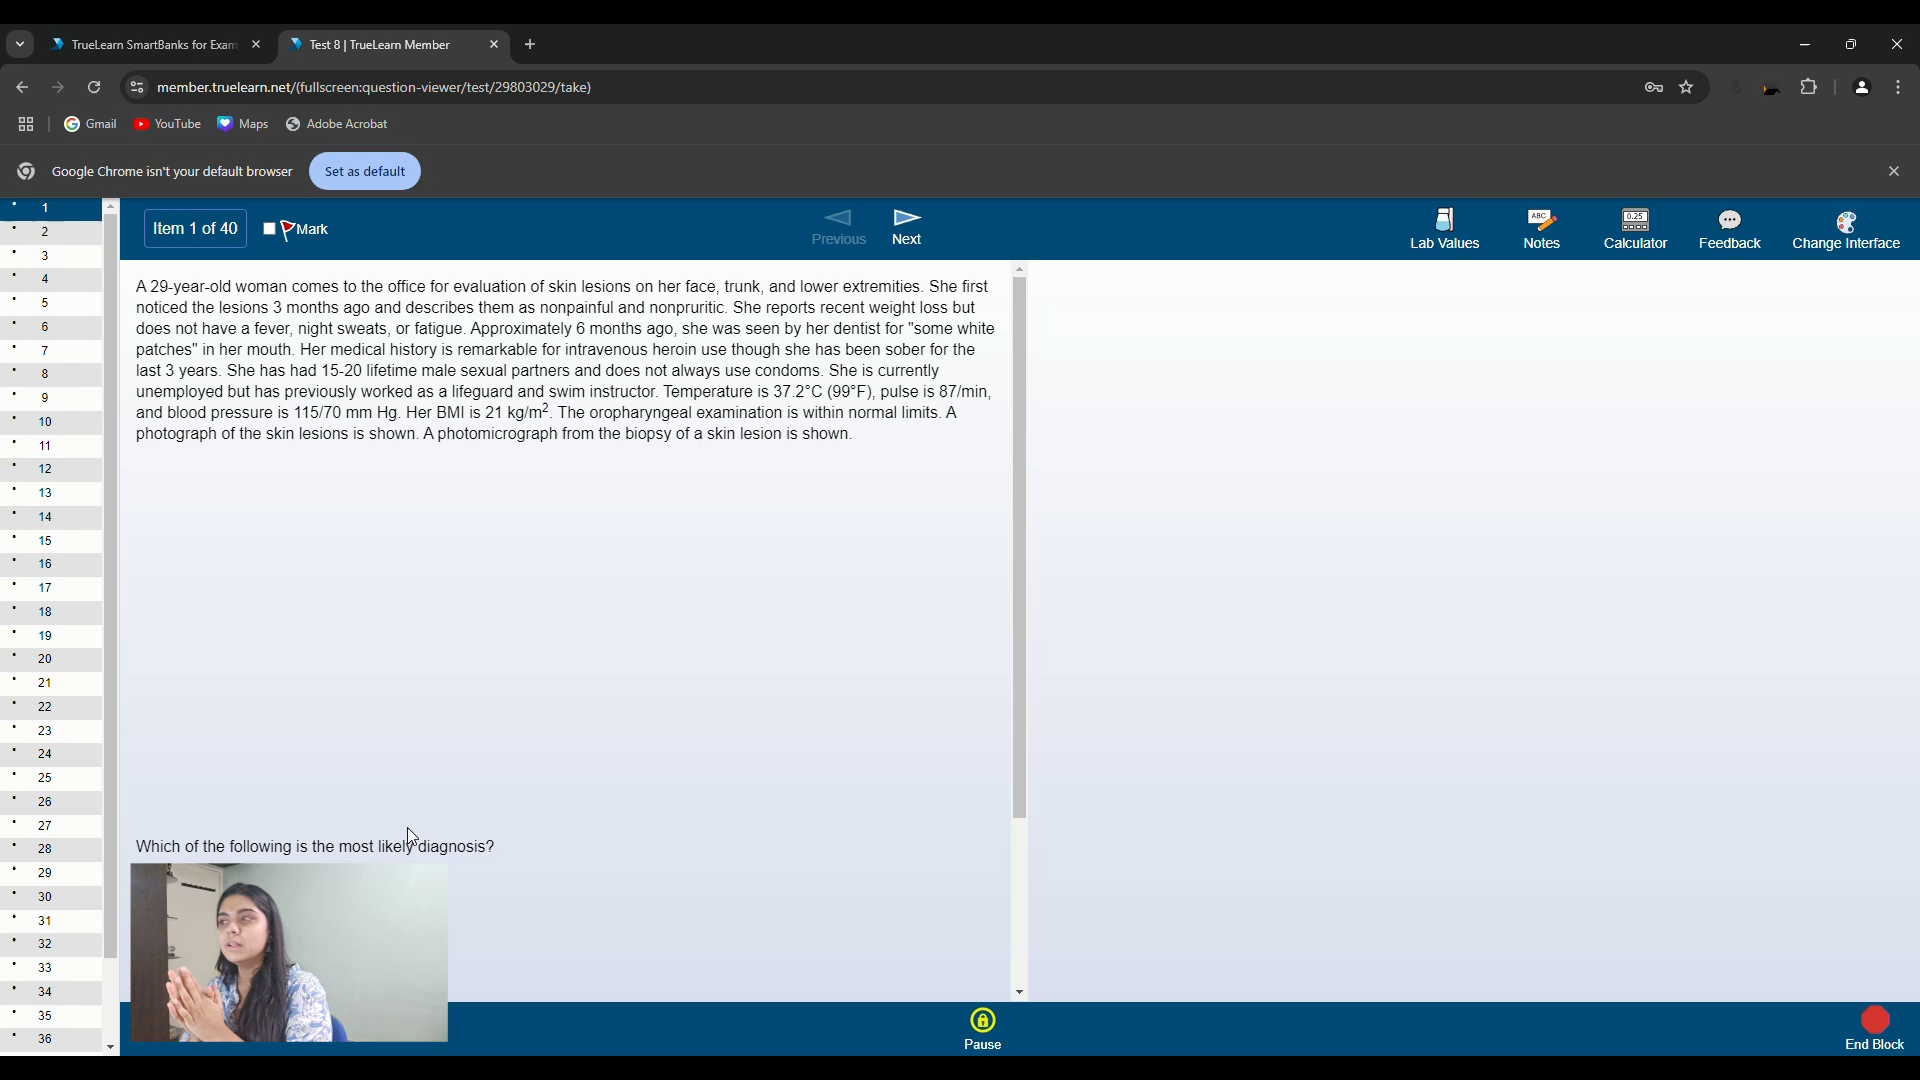 TrueLearn SmartBanks for Exam
Test 8 | TrueLearn Member
member.truelearn.net/(fullscreen:question-viewer/test/29803029/take)
Gmail
YouTube
Maps
Adobe Acrobat
Google Chrome isn't your default browser
Set as default
Item 1 of 40
Mark
Previous
Next
Lab Values
Notes
Calculator
Feedback
Change Interface
ABC
0.25
1
2
3
4
5
6
7
8
9
10
11
12
13
14
15
16
17
18
19
20
21
22
23
24
25
26
27
28
29
30
31
32
33
34
35
36
A 29-year-old woman comes to the office for evaluation of skin lesions on her face, trunk, and lower extremities. She first
noticed the lesions 3 months ago and describes them as nonpainful and nonpruritic. She reports recent weight loss but
does not have a fever, night sweats, or fatigue. Approximately 6 months ago, she was seen by her dentist for "some white
patches" in her mouth. Her medical history is remarkable for intravenous heroin use though she has been sober for the
last 3 years. She has had 15-20 lifetime male sexual partners and does not always use condoms. She is currently
unemployed but has previously worked as a lifeguard and swim instructor. Temperature is 37.2°C (99°F), pulse is 87/min,
and blood pressure is 115/70 mm Hg. Her BMI is 21 kg/m². The oropharyngeal examination is within normal limits. A
photograph of the skin lesions is shown. A photomicrograph from the biopsy of a skin lesion is shown.
Which of the following is the most likely diagnosis?
Pause
End Block